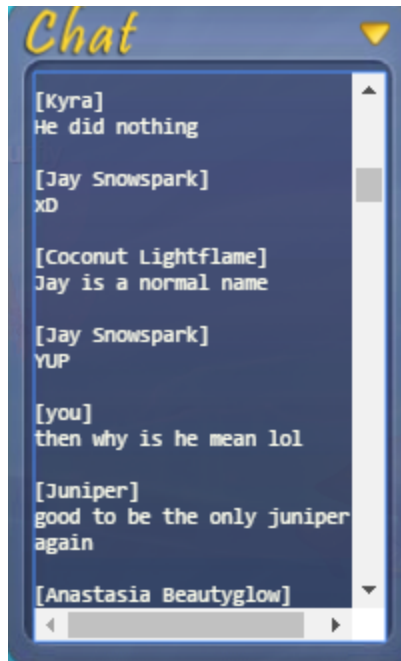 Chat
[Kyra]
He did nothing
[Jay Snowspark]
xD
[Coconut Lightflame]
Jay is a normal name
[Jay Snowspark]
YUP
[you]
then why is he mean lol
[Juniper]
good to be the only juniper
again
[Anastasia Beautyglow]